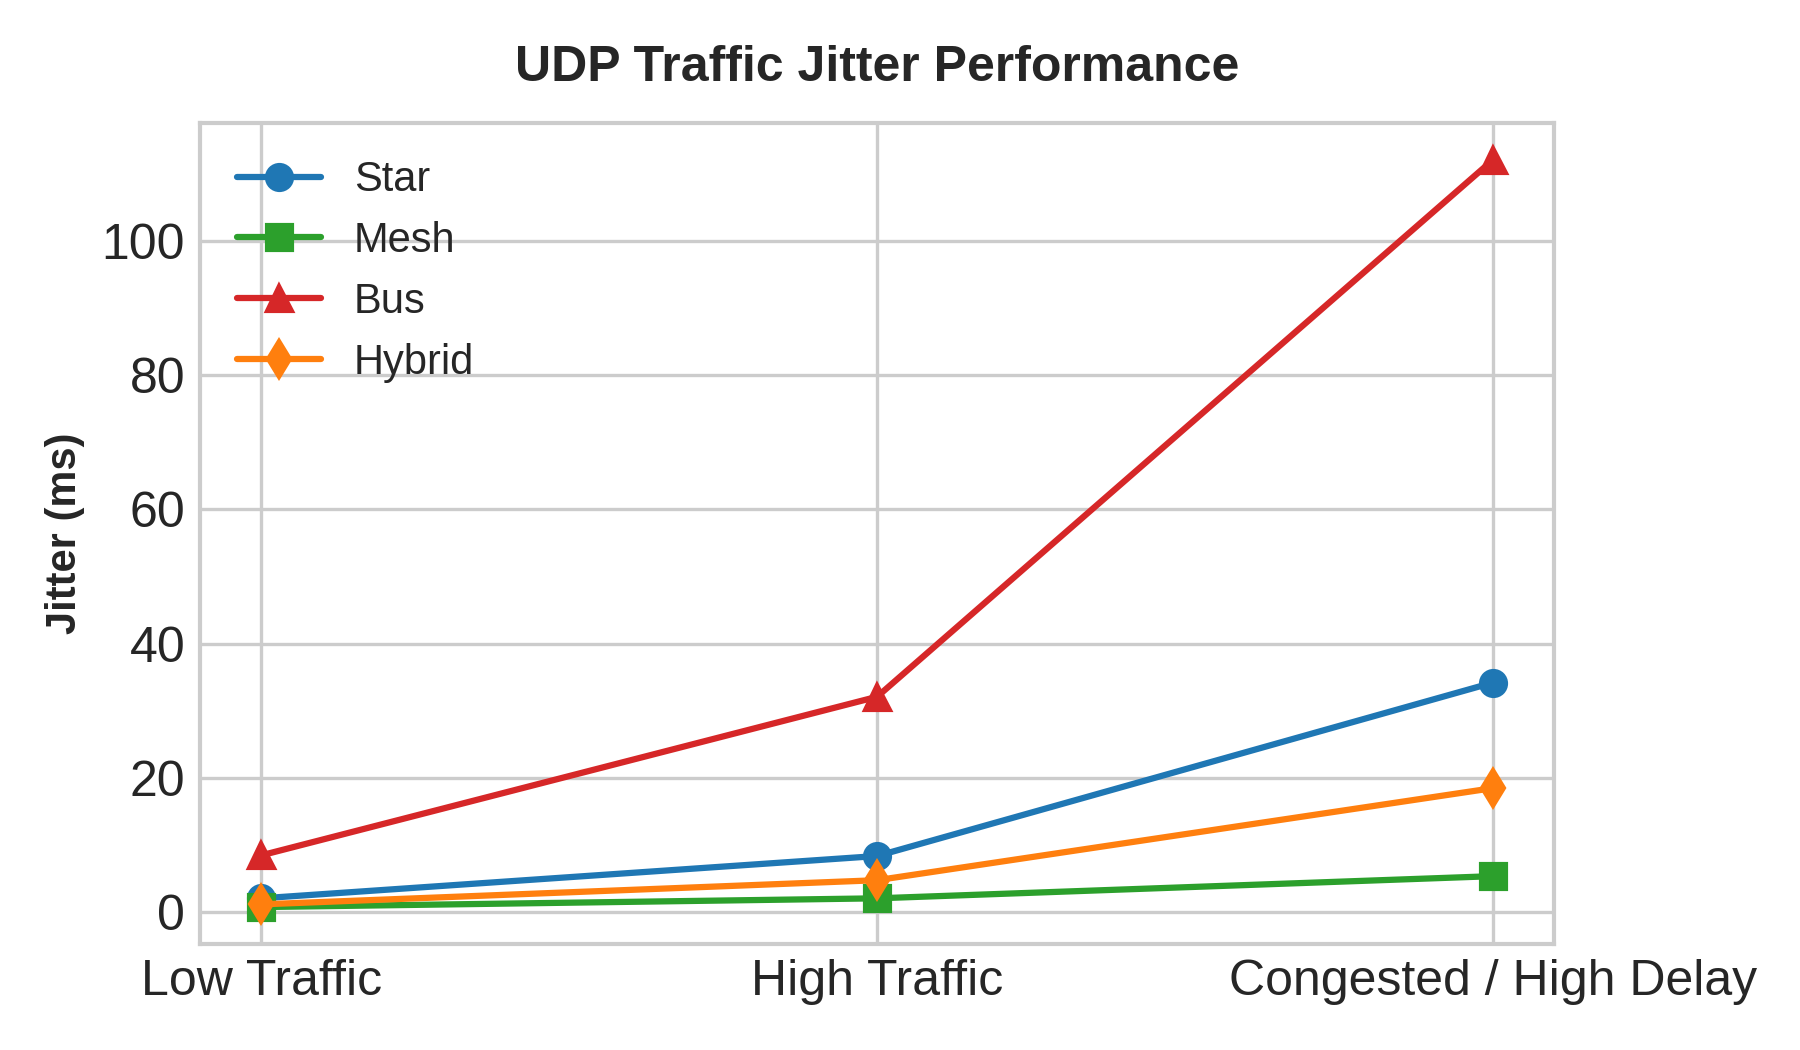 UDP Traffic Jitter Performance
Star
Mesh
Bus
Hybrid
100
80
60
40
20
0
Jitter (ms)
Low Traffic
High Traffic
Congested / High Delay